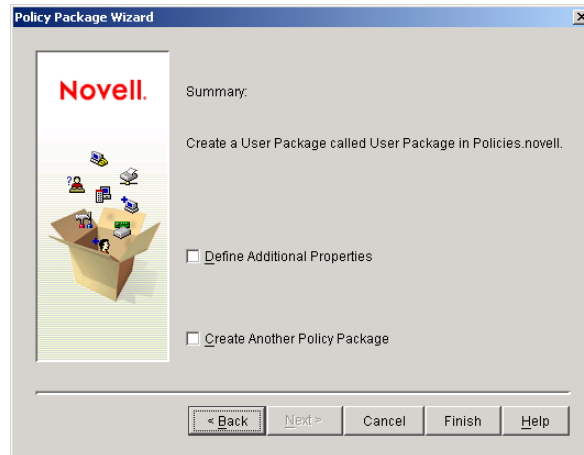 Policy Package Wizard
Novell.
Summary:
Create a User Package called User Package in Policies.novell.
Define Additional Properties
Create Another Policy Package
< Back
Next >
Cancel
Finish
Help